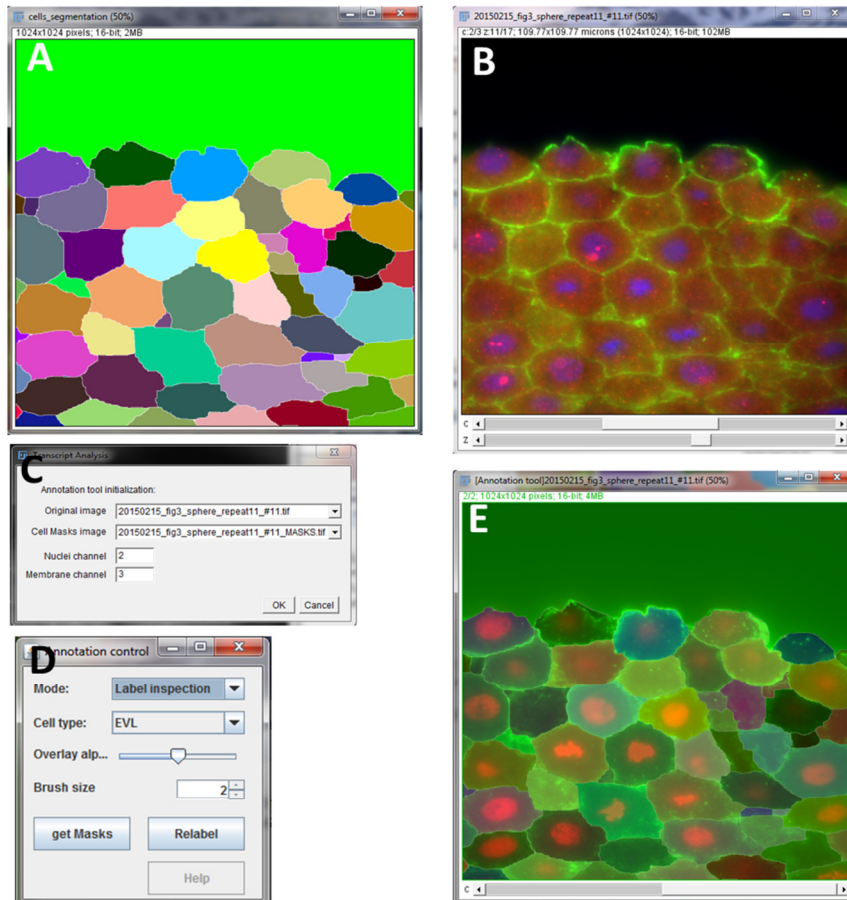 cells_segmentation (50%)
1024x1024 pixels; 16-bit; 2MB
A
20150215_fig3_sphere_repeat11_#11.tif (50%)
c:2/3 z:11/17; 109.77x109.77 microns (1024x1024); 16-bit; 102MB
B
c
z
Transcript Analysis
C
Annotation tool initialization:
Original image 20150215_fig3_sphere_repeat11_#11.tif
Cell Masks image 20150215_fig3_sphere_repeat11_#11_MASKS.tif
Nuclei channel 2
Membrane channel 3
OK Cancel
Annotation control
D
Mode: Label inspection
Cell type: EVL
Overlay alp...
Brush size 2
get Masks Relabel
Help
[Annotation tool]20150215_fig3_sphere_repeat11_#11.tif (50%)
2/2; 1024x1024 pixels; 16-bit; 4MB
E
c